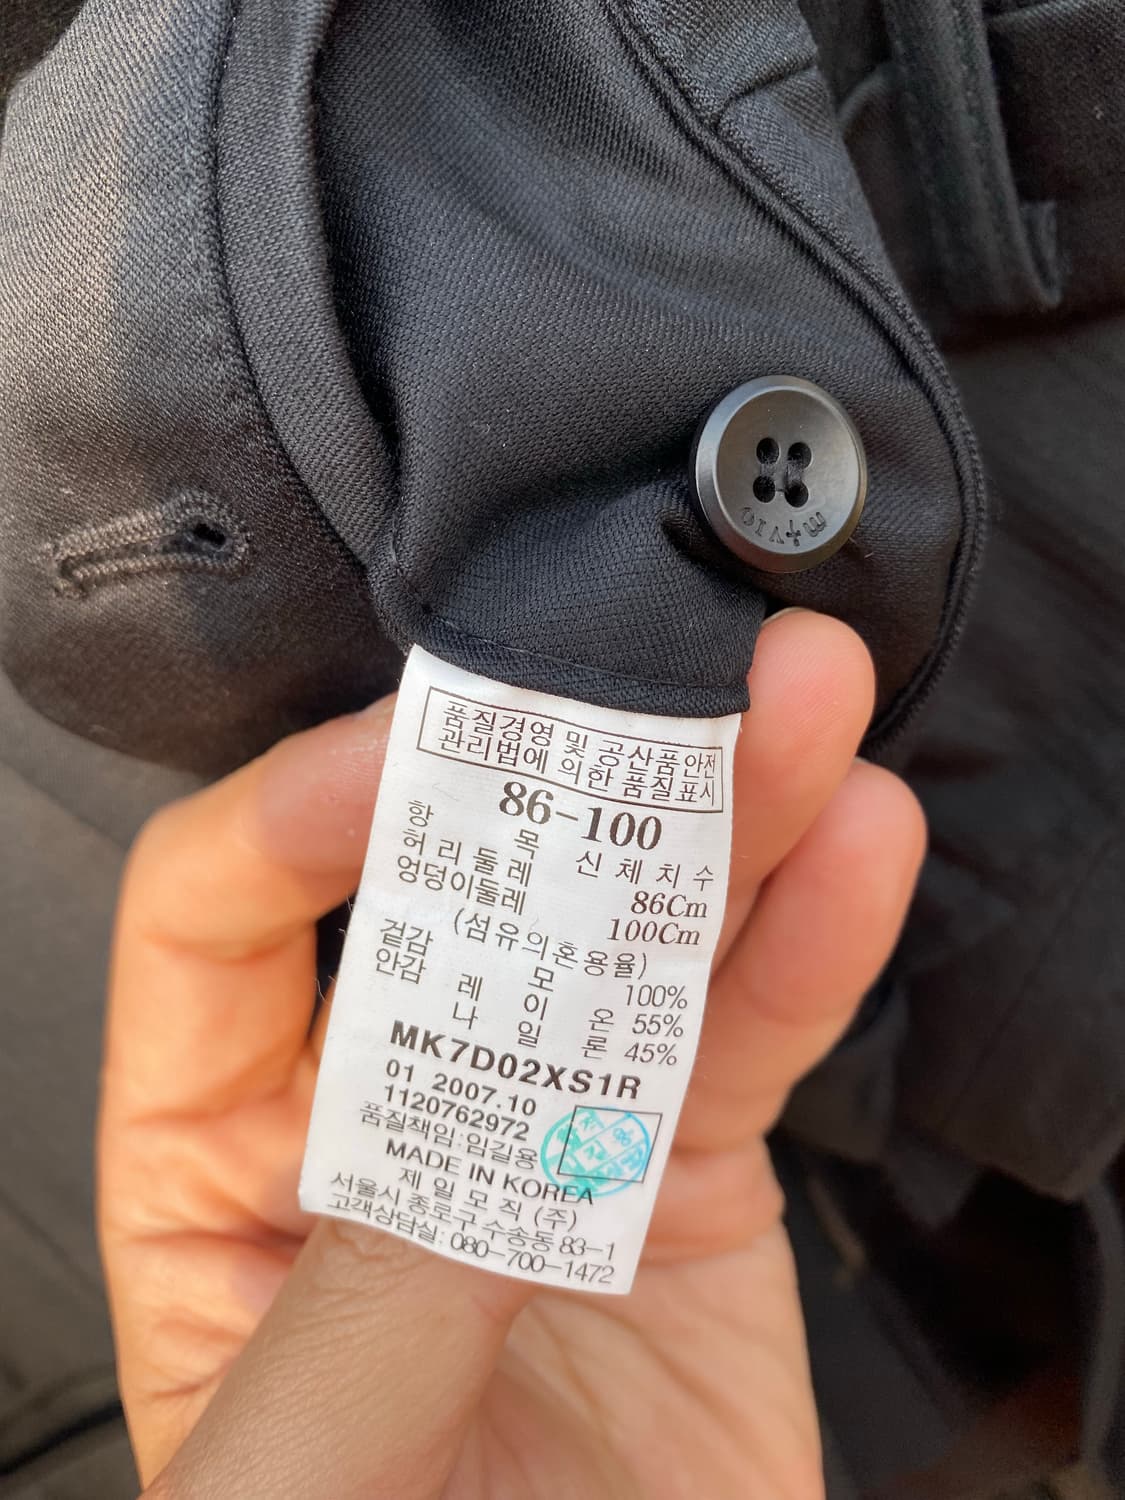 품질경영 및 공산품안전
관리법에 의한 품질표시
86-100
항 목 신체치수
허리둘레 86Cm
엉덩이둘레 100Cm
(섬유의혼용율)
겉감 모 100%
안감 레이온 55%
나일론 45%
MK7D02XS1R
01 2007.10
1120762972
품질책임:임길용
MADE IN KOREA
제일모직(주)
서울시 종로구 수송동 83-1
고객상담실: 080-700-1472